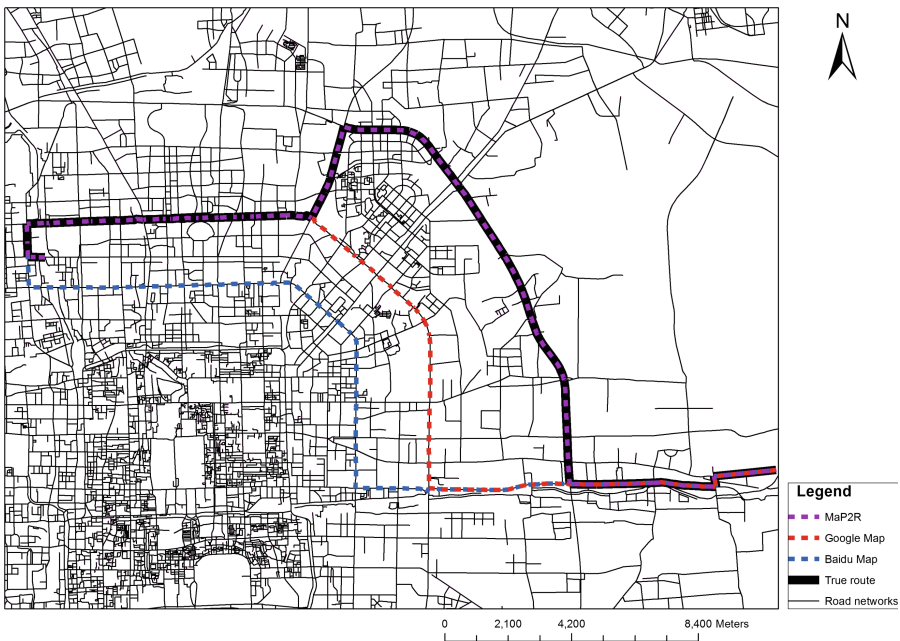 N
Legend
MaP2R
Google Map
Baidu Map
True route
Road networks
0 2,100 4,200 8,400 Meters